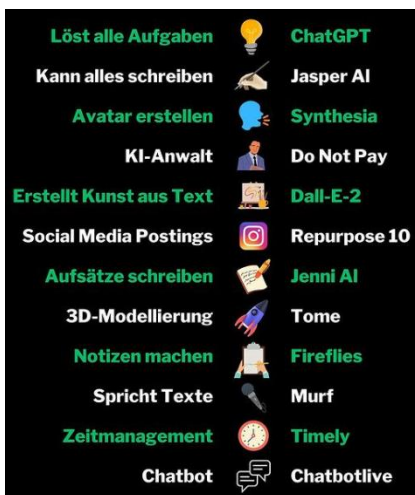 Löst alle Aufgaben ChatGPT
Kann alles schreiben Jasper AI
Avatar erstellen Synthesia
KI-Anwalt Do Not Pay
Erstellt Kunst aus Text Dall-E-2
Social Media Postings Repurpose 10
Aufsätze schreiben Jenni AI
3D-Modellierung Tome
Notizen machen Fireflies
Spricht Texte Murf
Zeitmanagement Timely
Chatbot Chatbotlive